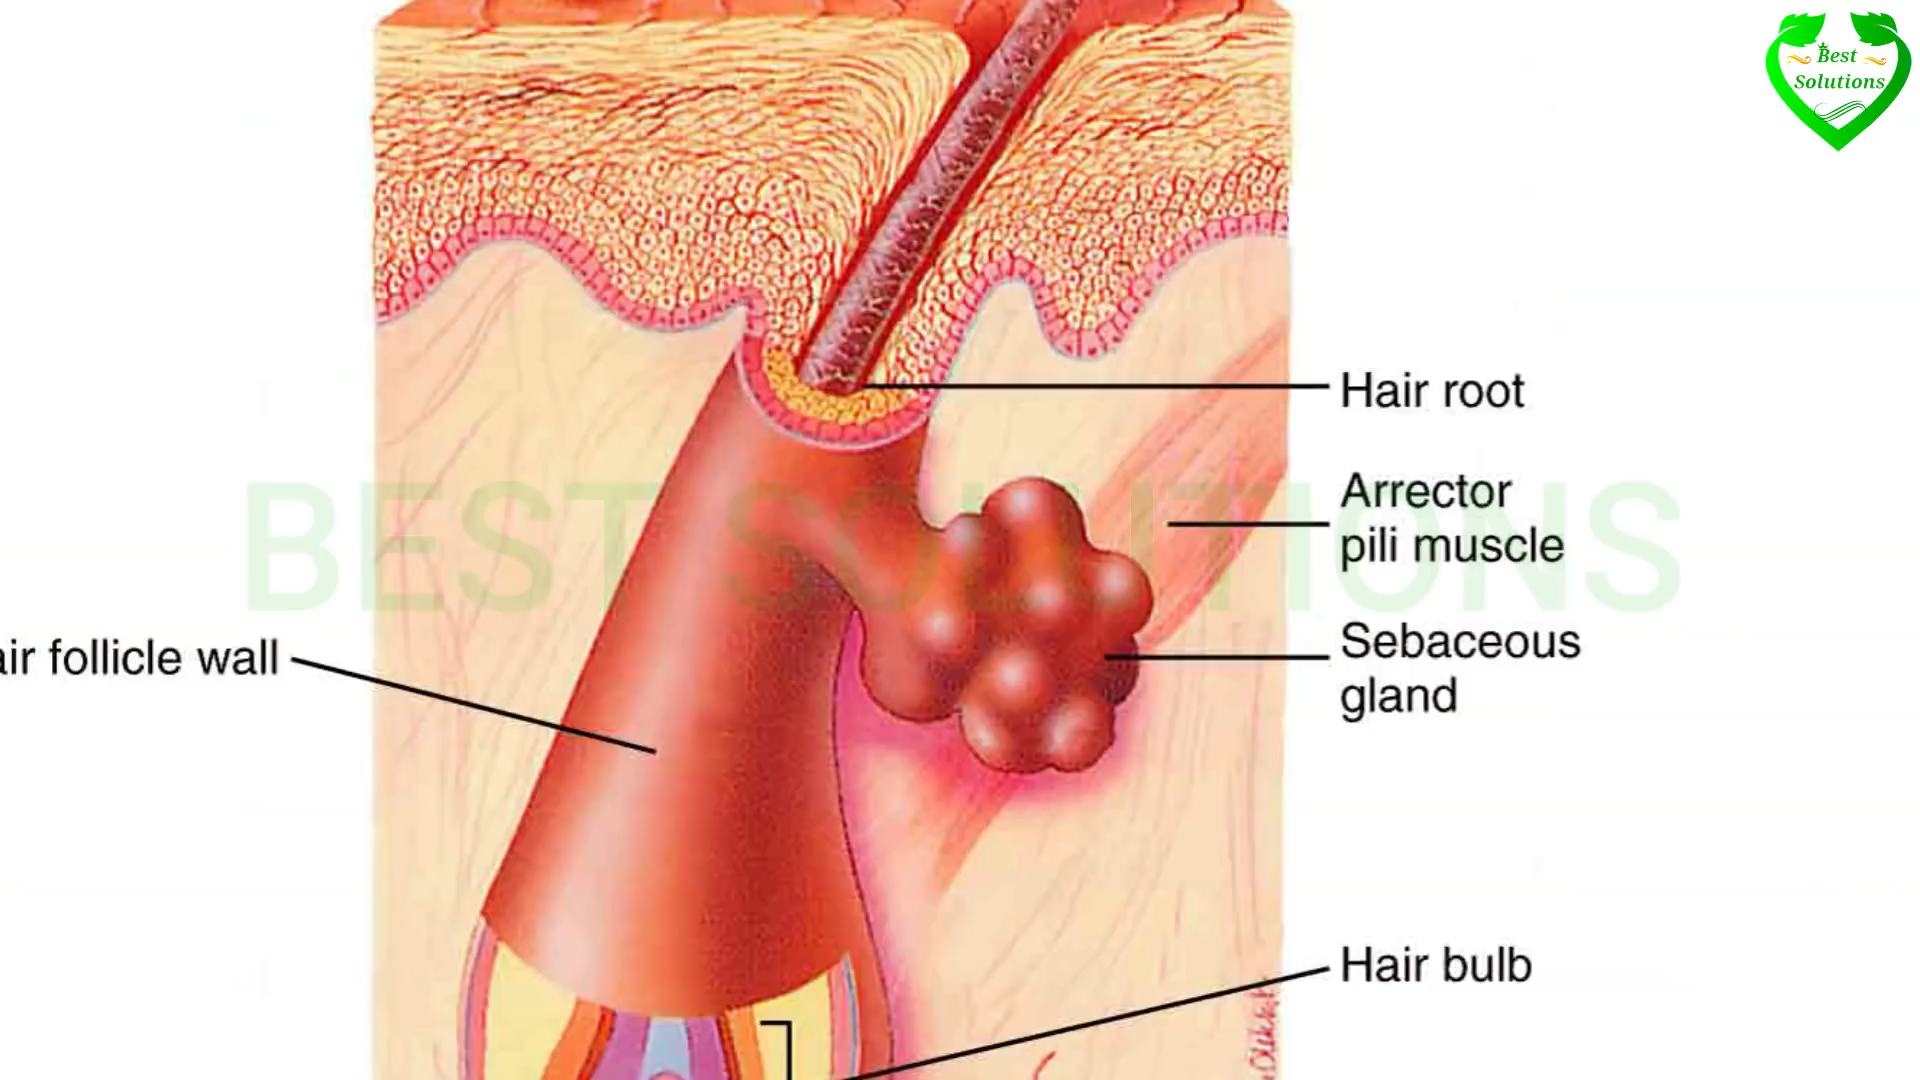 Best
Solutions
Hair root
Arrector
pili muscle
BEST SOLUTIONS
Sebaceous
gland
air follicle wall
Hair bulb